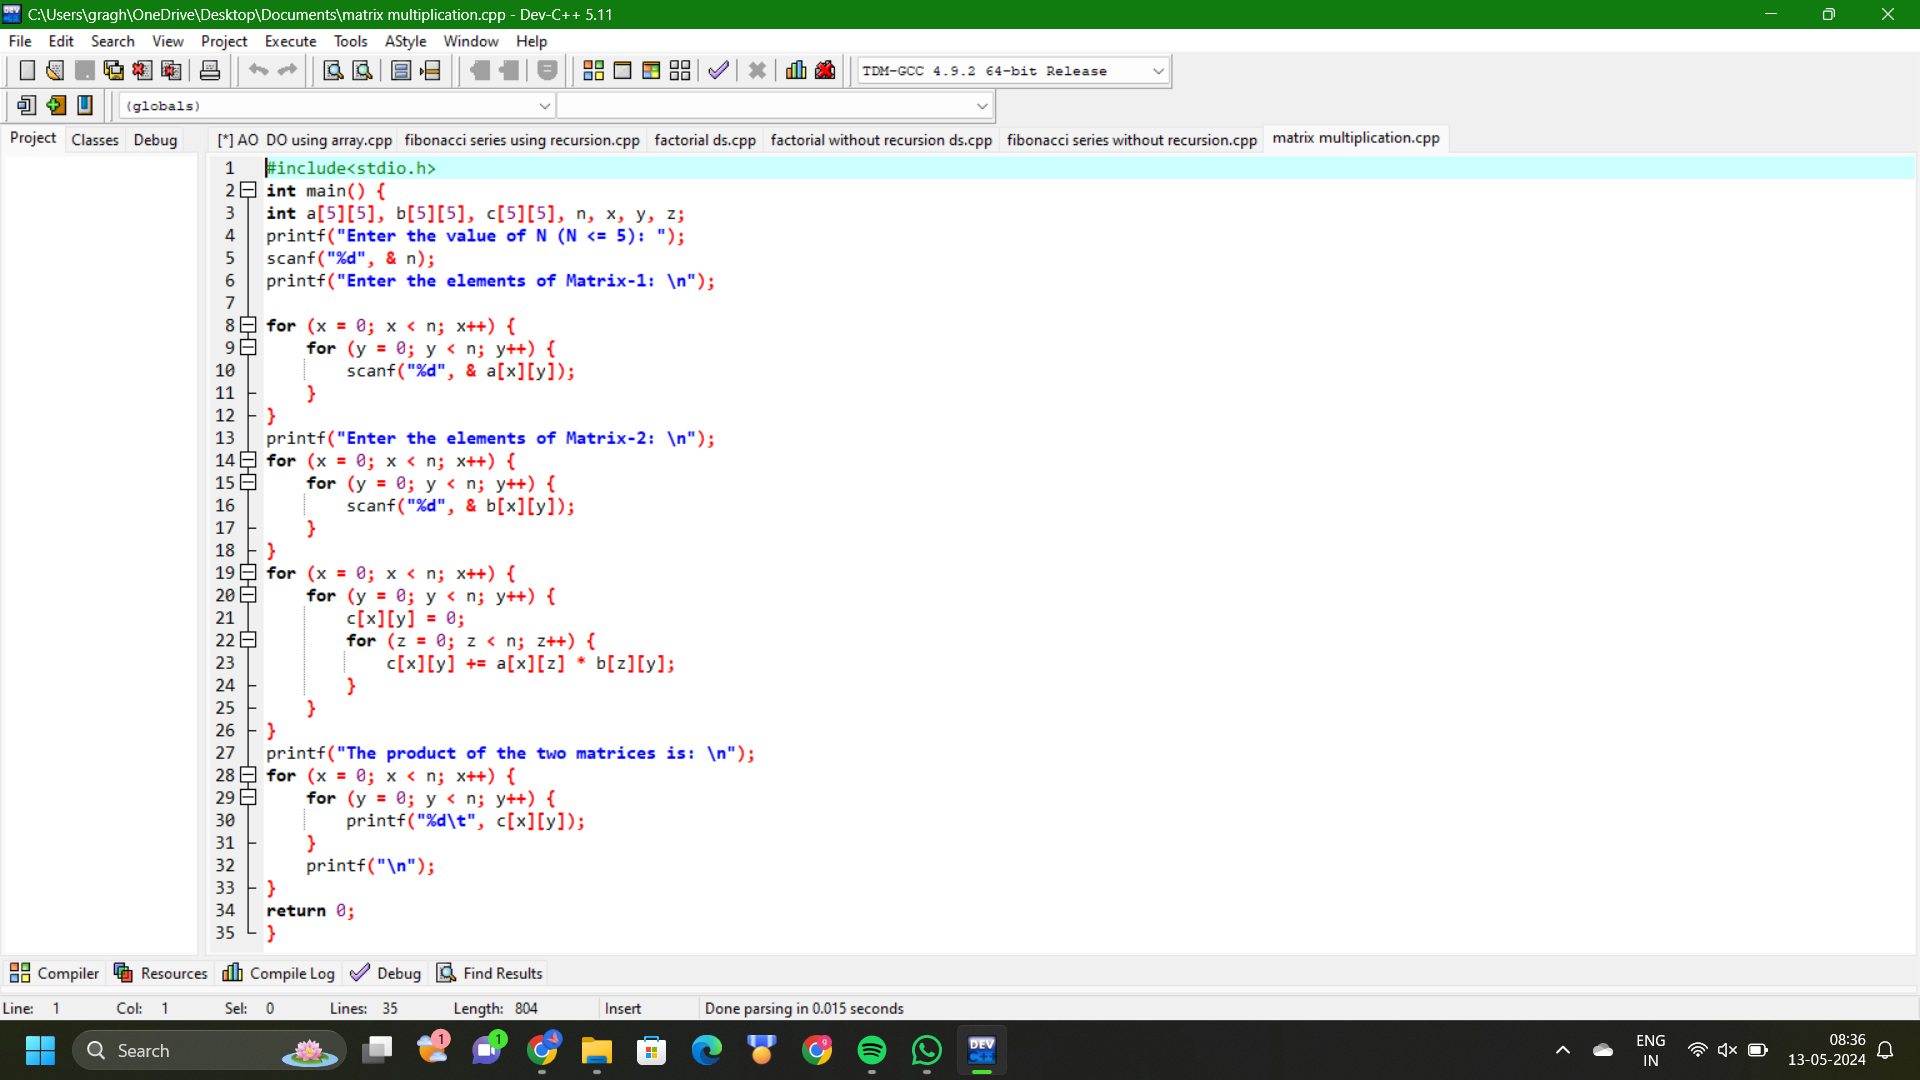 C:\Users\gragh\OneDrive\Desktop\Documents\matrix multiplication.cpp - Dev-C++ 5.11
File Edit Search View Project Execute Tools AStyle Window Help
TDM-GCC 4.9.2 64-bit Release
(globals)
Project Classes Debug [*] AO DO using array.cpp fibonacci series using recursion.cpp factorial ds.cpp factorial without recursion ds.cpp fibonacci series without recursion.cpp matrix multiplication.cpp
1 #include<stdio.h>
2 int main() {
3 int a[5][5], b[5][5], c[5][5], n, x, y, z;
4 printf("Enter the value of N (N <= 5): ");
5 scanf("%d", & n);
6 printf("Enter the elements of Matrix-1: \n");
7
8 for (x = 0; x < n; x++) {
9     for (y = 0; y < n; y++) {
10         scanf("%d", & a[x][y]);
11     }
12 }
13 printf("Enter the elements of Matrix-2: \n");
14 for (x = 0; x < n; x++) {
15     for (y = 0; y < n; y++) {
16         scanf("%d", & b[x][y]);
17     }
18 }
19 for (x = 0; x < n; x++) {
20     for (y = 0; y < n; y++) {
21         c[x][y] = 0;
22         for (z = 0; z < n; z++) {
23             c[x][y] += a[x][z] * b[z][y];
24         }
25     }
26 }
27 printf("The product of the two matrices is: \n");
28 for (x = 0; x < n; x++) {
29     for (y = 0; y < n; y++) {
30         printf("%d\t", c[x][y]);
31     }
32     printf("\n");
33 }
34 return 0;
35 }
Compiler Resources Compile Log Debug Find Results
Line: 1 Col: 1 Sel: 0 Lines: 35 Length: 804 Insert Done parsing in 0.015 seconds
Search 1 1 9 DEV C++ ENG IN 08:36 13-05-2024